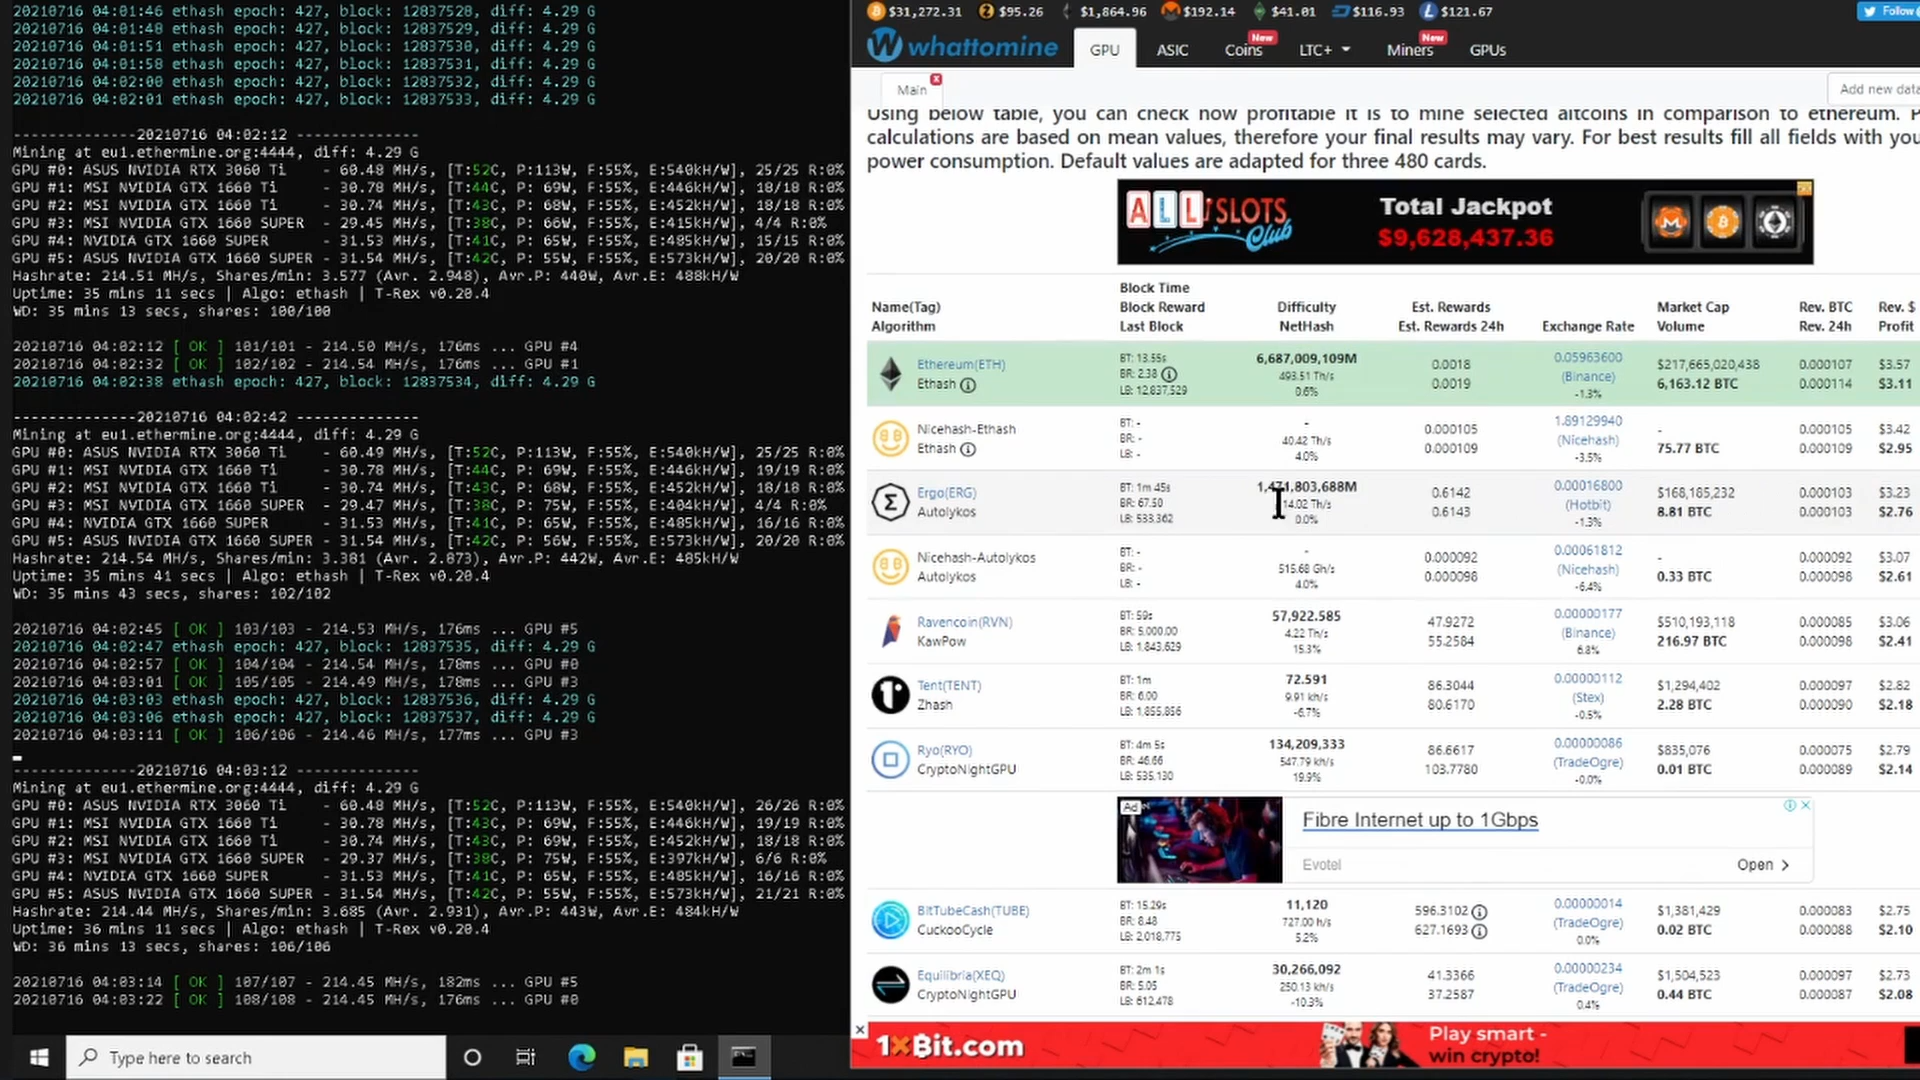 20210716 04:01:46 ethash epoch: 427, block: 12837528, diff: 4.29 G
20210716 04:01:48 ethash epoch: 427, block: 12837529, diff: 4.29 G
20210716 04:01:51 ethash epoch: 427, block: 12837530, diff: 4.29 G
20210716 04:01:58 ethash epoch: 427, block: 12837531, diff: 4.29 G
20210716 04:02:00 ethash epoch: 427, block: 12837532, diff: 4.29 G
20210716 04:02:01 ethash epoch: 427, block: 12837533, diff: 4.29 G
--------------20210716 04:02:12 --------------
Mining at eu1.ethermine.org:4444, diff: 4.29 G
GPU #0: ASUS NVIDIA RTX 3060 Ti - 60.48 MH/s, [T:52C, P:113W, F:55%, E:540kH/W], 25/25 R:0%
GPU #1: MSI NVIDIA GTX 1660 Ti - 30.78 MH/s, [T:44C, P: 69W, F:55%, E:446kH/W], 18/18 R:0%
GPU #2: MSI NVIDIA GTX 1660 Ti - 30.74 MH/s, [T:43C, P: 68W, F:55%, E:452kH/W], 18/18 R:0%
GPU #3: MSI NVIDIA GTX 1660 SUPER - 29.45 MH/s, [T:38C, P: 66W, F:55%, E:415kH/W], 4/4 R:0%
GPU #4: NVIDIA GTX 1660 SUPER - 31.53 MH/s, [T:41C, P: 65W, F:55%, E:485kH/W], 15/15 R:0%
GPU #5: ASUS NVIDIA GTX 1660 SUPER - 31.54 MH/s, [T:42C, P: 55W, F:55%, E:573kH/W], 20/20 R:0%
Hashrate: 214.51 MH/s, Shares/min: 3.577 (Avr. 2.948), Avr.P: 440W, Avr.E: 488kH/W
Uptime: 35 mins 11 secs | Algo: ethash | T-Rex v0.20.4
WD: 35 mins 13 secs, shares: 100/100
20210716 04:02:12 [ OK ] 101/101 - 214.50 MH/s, 176ms ... GPU #4
20210716 04:02:32 [ OK ] 102/102 - 214.54 MH/s, 176ms ... GPU #1
20210716 04:02:38 ethash epoch: 427, block: 12837534, diff: 4.29 G
--------------20210716 04:02:42 --------------
Mining at eu1.ethermine.org:4444, diff: 4.29 G
GPU #0: ASUS NVIDIA RTX 3060 Ti - 60.49 MH/s, [T:52C, P:113W, F:55%, E:540kH/W], 25/25 R:0%
GPU #1: MSI NVIDIA GTX 1660 Ti - 30.78 MH/s, [T:44C, P: 69W, F:55%, E:446kH/W], 19/19 R:0%
GPU #2: MSI NVIDIA GTX 1660 Ti - 30.74 MH/s, [T:43C, P: 68W, F:55%, E:452kH/W], 18/18 R:0%
GPU #3: MSI NVIDIA GTX 1660 SUPER - 29.47 MH/s, [T:38C, P: 75W, F:55%, E:404kH/W], 4/4 R:0%
GPU #4: NVIDIA GTX 1660 SUPER - 31.53 MH/s, [T:41C, P: 65W, F:55%, E:485kH/W], 16/16 R:0%
GPU #5: ASUS NVIDIA GTX 1660 SUPER - 31.54 MH/s, [T:42C, P: 56W, F:55%, E:573kH/W], 20/20 R:0%
Hashrate: 214.54 MH/s, Shares/min: 3.381 (Avr. 2.873), Avr.P: 442W, Avr.E: 485kH/W
Uptime: 35 mins 41 secs | Algo: ethash | T-Rex v0.20.4
WD: 35 mins 43 secs, shares: 102/102
20210716 04:02:45 [ OK ] 103/103 - 214.53 MH/s, 176ms ... GPU #5
20210716 04:02:47 ethash epoch: 427, block: 12837535, diff: 4.29 G
20210716 04:02:57 [ OK ] 104/104 - 214.54 MH/s, 178ms ... GPU #0
20210716 04:03:01 [ OK ] 105/105 - 214.49 MH/s, 178ms ... GPU #3
20210716 04:03:03 ethash epoch: 427, block: 12837536, diff: 4.29 G
20210716 04:03:06 ethash epoch: 427, block: 12837537, diff: 4.29 G
20210716 04:03:11 [ OK ] 106/106 - 214.46 MH/s, 177ms ... GPU #3
--------------20210716 04:03:12 --------------
Mining at eu1.ethermine.org:4444, diff: 4.29 G
GPU #0: ASUS NVIDIA RTX 3060 Ti - 60.48 MH/s, [T:52C, P:113W, F:55%, E:540kH/W], 26/26 R:0%
GPU #1: MSI NVIDIA GTX 1660 Ti - 30.78 MH/s, [T:43C, P: 69W, F:55%, E:446kH/W], 19/19 R:0%
GPU #2: MSI NVIDIA GTX 1660 Ti - 30.74 MH/s, [T:43C, P: 69W, F:55%, E:452kH/W], 18/18 R:0%
GPU #3: MSI NVIDIA GTX 1660 SUPER - 29.37 MH/s, [T:38C, P: 75W, F:55%, E:397kH/W], 6/6 R:0%
GPU #4: NVIDIA GTX 1660 SUPER - 31.53 MH/s, [T:41C, P: 65W, F:55%, E:485kH/W], 16/16 R:0%
GPU #5: ASUS NVIDIA GTX 1660 SUPER - 31.54 MH/s, [T:42C, P: 55W, F:55%, E:573kH/W], 21/21 R:0%
Hashrate: 214.44 MH/s, Shares/min: 3.685 (Avr. 2.931), Avr.P: 443W, Avr.E: 484kH/W
Uptime: 36 mins 11 secs | Algo: ethash | T-Rex v0.20.4
WD: 36 mins 13 secs, shares: 106/106
20210716 04:03:14 [ OK ] 107/107 - 214.45 MH/s, 182ms ... GPU #5
20210716 04:03:22 [ OK ] 108/108 - 214.45 MH/s, 176ms ... GPU #0
Type here to search
$31,272.31 $95.26 $1,864.96 $192.14 $41.01 $116.93 $121.67
Follow
whattomine GPU ASIC Coins New LTC+ Miners New GPUs
Main
Add new data
Using below table, you can check how profitable it is to mine selected altcoins in comparison to ethereum.
calculations are based on mean values, therefore your final results may vary. For best results fill all fields with you
power consumption. Default values are adapted for three 480 cards.
ALL SLOTS Club
Total Jackpot
$9,628,437.36
Name(Tag)
Algorithm
Block Time
Block Reward
Last Block
Difficulty
NetHash
Est. Rewards
Est. Rewards 24h
Exchange Rate
Market Cap
Volume
Rev. BTC
Rev. 24h
Rev. $
Profit
Ethereum(ETH)
Ethash
BT: 13.55s
BR: 2.38
LB: 12,837,529
6,687,009,109M
493.51 Th/s
0.6%
0.0018
0.0019
0.05963600
(Binance)
-1.3%
$217,665,020,438
6,163.12 BTC
0.000107
0.000114
$3.57
$3.11
Nicehash-Ethash
Ethash
BT: -
BR: -
LB: -
-
40.42 Th/s
4.0%
0.000105
0.000109
1.89129940
(Nicehash)
-3.5%
-
75.77 BTC
0.000105
0.000109
$3.42
$2.95
Ergo(ERG)
Autolykos
BT: 1m 45s
BR: 67.50
LB: 533,362
1,471,803,688M
14.02 Th/s
0.0%
0.6142
0.6143
0.00016800
(Hotbit)
-1.3%
$168,185,232
8.81 BTC
0.000103
0.000103
$3.23
$2.76
Nicehash-Autolykos
Autolykos
BT: -
BR: -
LB: -
-
515.68 Gh/s
4.0%
0.000092
0.000098
0.00061812
(Nicehash)
-6.4%
-
0.33 BTC
0.000092
0.000098
$3.07
$2.61
Ravencoin(RVN)
KawPow
BT: 59s
BR: 5,000.00
LB: 1,843,629
57,922.585
4.22 Th/s
15.3%
47.9272
55.2584
0.00000177
(Binance)
6.8%
$510,193,118
216.97 BTC
0.000085
0.000098
$3.06
$2.41
Tent(TENT)
Zhash
BT: 1m
BR: 6.00
LB: 1,855,856
72.591
9.91 kh/s
-6.7%
86.3044
80.6170
0.00000112
(Stex)
-0.5%
$1,294,402
2.28 BTC
0.000097
0.000090
$2.82
$2.18
Ryo(RYO)
CryptoNightGPU
BT: 4m 5s
BR: 46.66
LB: 535,130
134,209,333
547.79 kh/s
19.9%
86.6617
103.7780
0.00000086
(TradeOgre)
-0.0%
$835,076
0.01 BTC
0.000075
0.000089
$2.79
$2.14
Ad
Fibre Internet up to 1Gbps
Evotel
Open
BitTubeCash(TUBE)
CuckooCycle
BT: 15.29s
BR: 8.48
LB: 2,018,775
11,120
727.00 h/s
5.2%
596.3102
627.1693
0.00000014
(TradeOgre)
0.0%
$1,381,429
0.02 BTC
0.000083
0.000088
$2.75
$2.10
Equilibria(XEQ)
CryptoNightGPU
BT: 2m 1s
BR: 5.05
LB: 612,478
30,266,092
250.13 kh/s
-10.3%
41.3366
37.2587
0.00000234
(TradeOgre)
0.4%
$1,504,523
0.44 BTC
0.000097
0.000087
$2.73
$2.08
1XBit.com
Play smart -
win crypto!